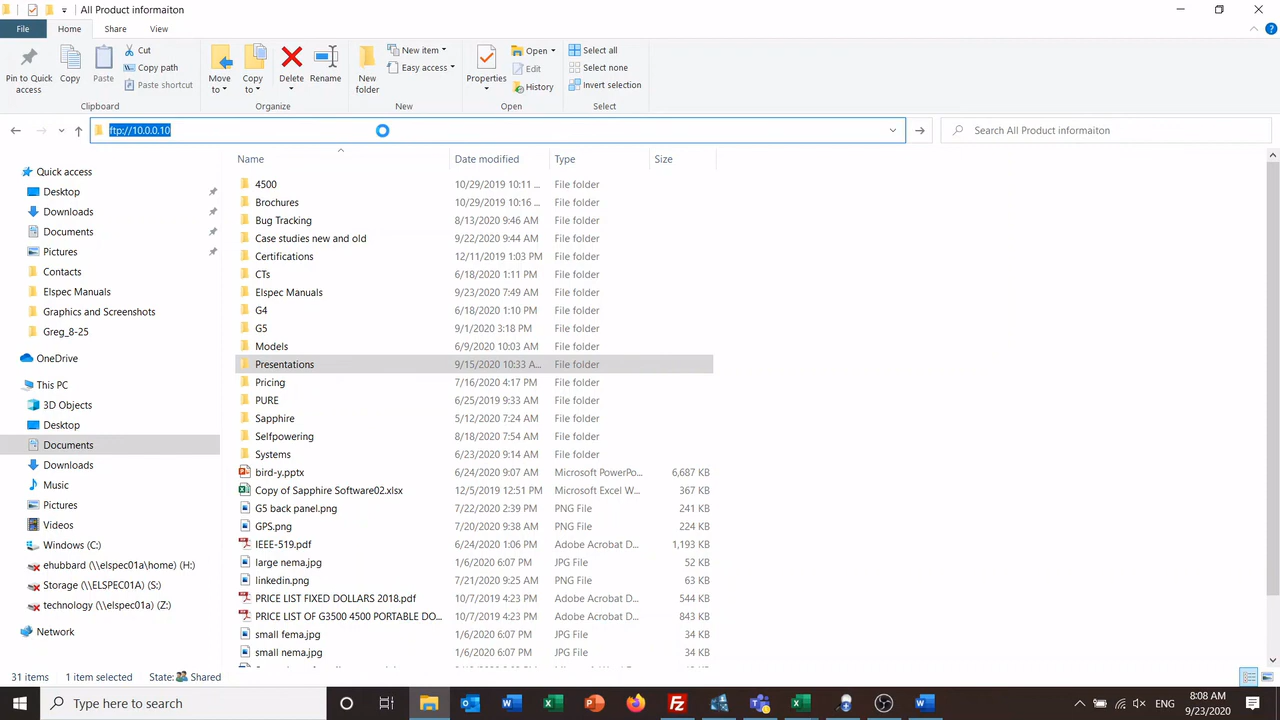 All Product informaiton
File Home Share View
Pin to Quick access
Copy
Paste
Cut
Copy path
Paste shortcut
Clipboard
Move to
Copy to
Delete
Rename
Organize
New folder
New item
Easy access
New
Properties
Open
Edit
History
Open
Select all
Select none
Invert selection
Select
ftp://10.0.0.10
Search All Product informaiton
Quick access
Desktop
Downloads
Documents
Pictures
Contacts
Elspec Manuals
Graphics and Screenshots
Greg_8-25
OneDrive
This PC
3D Objects
Desktop
Documents
Downloads
Music
Pictures
Videos
Windows (C:)
ehubbard (\\elspec01a\home) (H:)
Storage (\\ELSPEC01A) (S:)
technology (\\elspec01a) (Z:)
Network
Name Date modified Type Size
4500 10/29/2019 10:11 ... File folder
Brochures 10/29/2019 10:16 ... File folder
Bug Tracking 8/13/2020 9:46 AM File folder
Case studies new and old 9/22/2020 9:44 AM File folder
Certifications 12/11/2019 1:03 PM File folder
CTs 6/18/2020 1:11 PM File folder
Elspec Manuals 9/23/2020 7:49 AM File folder
G4 6/18/2020 1:10 PM File folder
G5 9/1/2020 3:18 PM File folder
Models 6/9/2020 10:03 AM File folder
Presentations 9/15/2020 10:33 A... File folder
Pricing 7/16/2020 4:17 PM File folder
PURE 6/25/2019 9:33 AM File folder
Sapphire 5/12/2020 7:24 AM File folder
Selfpowering 8/18/2020 7:54 AM File folder
Systems 6/23/2020 9:14 AM File folder
bird-y.pptx 6/24/2020 9:07 AM Microsoft PowerPo... 6,687 KB
Copy of Sapphire Software02.xlsx 12/5/2019 12:51 PM Microsoft Excel W... 367 KB
G5 back panel.png 7/22/2020 2:39 PM PNG File 241 KB
GPS.png 7/20/2020 9:38 AM PNG File 224 KB
IEEE-519.pdf 6/24/2020 1:06 PM Adobe Acrobat D... 1,193 KB
large nema.jpg 1/6/2020 6:07 PM JPG File 52 KB
linkedin.png 7/21/2020 9:25 AM PNG File 63 KB
PRICE LIST FIXED DOLLARS 2018.pdf 10/7/2019 4:23 PM Adobe Acrobat D... 544 KB
PRICE LIST OF G3500 4500 PORTABLE DO... 10/7/2019 4:23 PM Adobe Acrobat D... 843 KB
small fema.jpg 1/6/2020 6:07 PM JPG File 34 KB
small nema.jpg 1/6/2020 6:07 PM JPG File 34 KB
31 items 1 item selected State: Shared
Type here to search
ENG
8:08 AM
9/23/2020